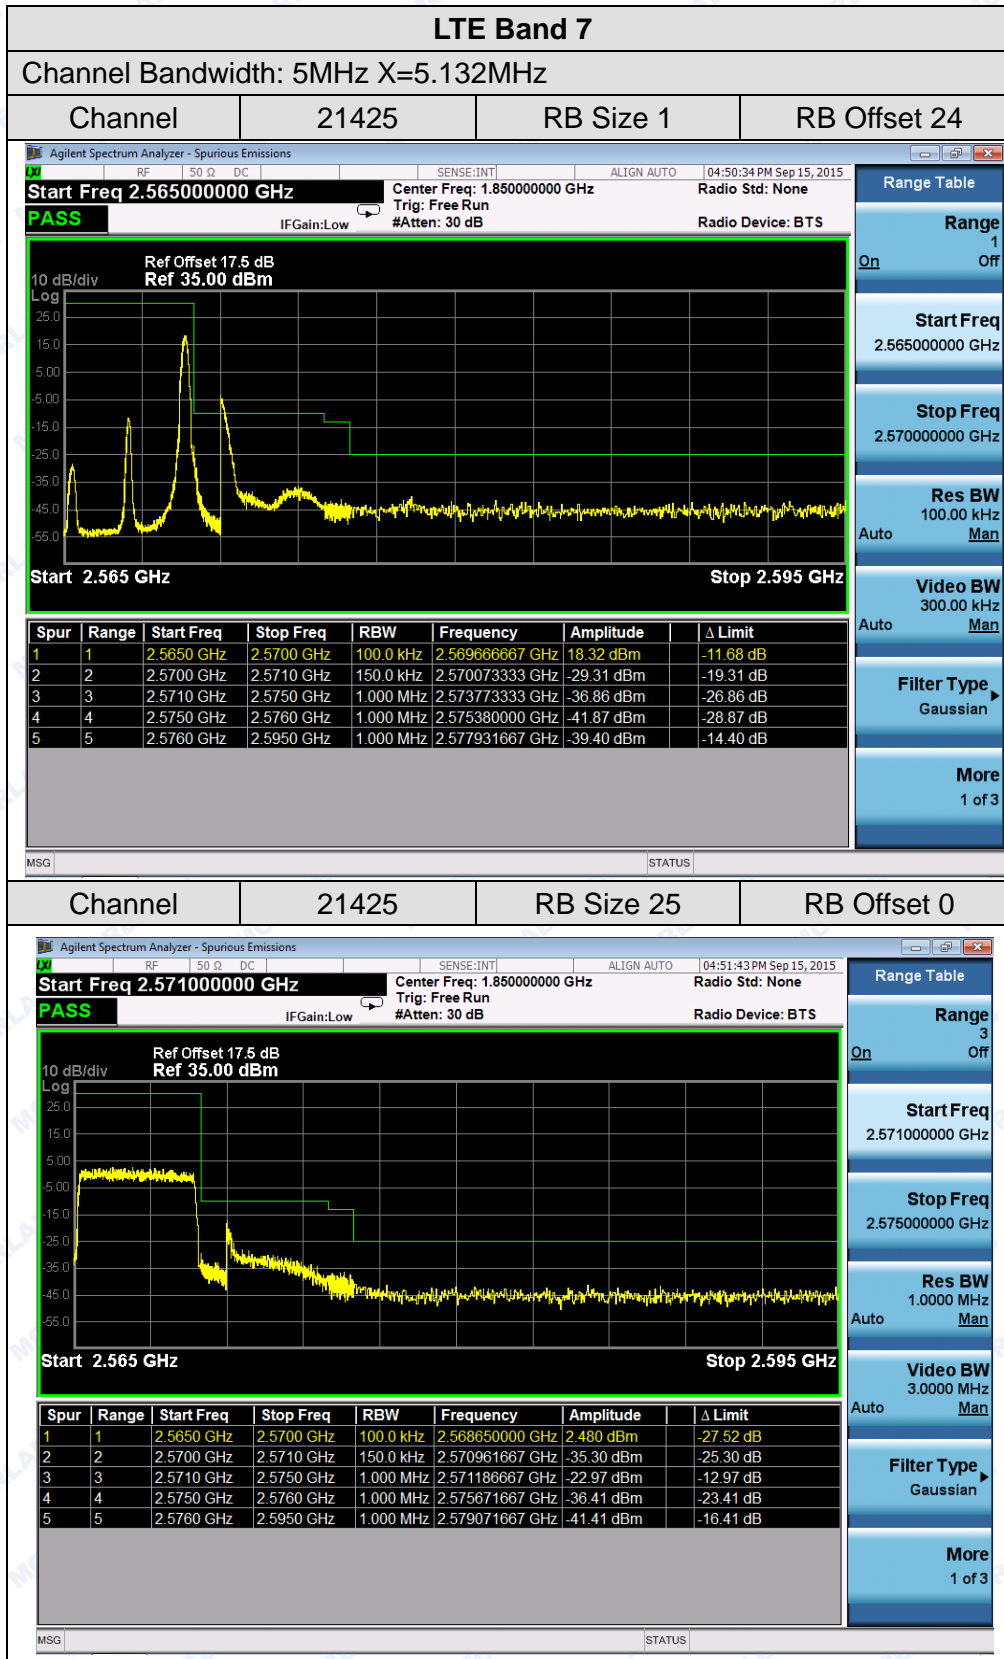 LTE Band 7
Channel Bandwidth: 5MHz X=5.132MHz
Channel 21425 RB Size 1 RB Offset 24
Agilent Spectrum Analyzer - Spurious Emissions
LXI RF 50 Ω DC SENSE:INT ALIGN AUTO 04:50:34 PM Sep 15, 2015
Start Freq 2.565000000 GHz Center Freq: 1.850000000 GHz Radio Std: None
Trig: Free Run
PASS IFGain:Low #Atten: 30 dB Radio Device: BTS
Ref Offset 17.5 dB
10 dB/div Ref 35.00 dBm
Log
25.0
15.0
5.00
-5.00
-15.0
-25.0
-35.0
-45.0
-55.0
Start 2.565 GHz Stop 2.595 GHz
Spur Range Start Freq Stop Freq RBW Frequency Amplitude Δ Limit
1 1 2.5650 GHz 2.5700 GHz 100.0 kHz 2.569666667 GHz 18.32 dBm -11.68 dB
2 2 2.5700 GHz 2.5710 GHz 150.0 kHz 2.570073333 GHz -29.31 dBm -19.31 dB
3 3 2.5710 GHz 2.5750 GHz 1.000 MHz 2.573773333 GHz -36.86 dBm -26.86 dB
4 4 2.5750 GHz 2.5760 GHz 1.000 MHz 2.575380000 GHz -41.87 dBm -28.87 dB
5 5 2.5760 GHz 2.5950 GHz 1.000 MHz 2.577931667 GHz -39.40 dBm -14.40 dB
MSG STATUS
Range Table
Range
1
On Off
Start Freq
2.565000000 GHz
Stop Freq
2.570000000 GHz
Res BW
100.00 kHz
Auto Man
Video BW
300.00 kHz
Auto Man
Filter Type
Gaussian
More
1 of 3
Channel 21425 RB Size 25 RB Offset 0
Agilent Spectrum Analyzer - Spurious Emissions
LXI RF 50 Ω DC SENSE:INT ALIGN AUTO 04:51:43 PM Sep 15, 2015
Start Freq 2.571000000 GHz Center Freq: 1.850000000 GHz Radio Std: None
Trig: Free Run
PASS IFGain:Low #Atten: 30 dB Radio Device: BTS
Ref Offset 17.5 dB
10 dB/div Ref 35.00 dBm
Log
25.0
15.0
5.00
-5.00
-15.0
-25.0
-35.0
-45.0
-55.0
Start 2.565 GHz Stop 2.595 GHz
Spur Range Start Freq Stop Freq RBW Frequency Amplitude Δ Limit
1 1 2.5650 GHz 2.5700 GHz 100.0 kHz 2.568650000 GHz 2.480 dBm -27.52 dB
2 2 2.5700 GHz 2.5710 GHz 150.0 kHz 2.570961667 GHz -35.30 dBm -25.30 dB
3 3 2.5710 GHz 2.5750 GHz 1.000 MHz 2.571186667 GHz -22.97 dBm -12.97 dB
4 4 2.5750 GHz 2.5760 GHz 1.000 MHz 2.575671667 GHz -36.41 dBm -23.41 dB
5 5 2.5760 GHz 2.5950 GHz 1.000 MHz 2.579071667 GHz -41.41 dBm -16.41 dB
MSG STATUS
Range Table
Range
3
On Off
Start Freq
2.571000000 GHz
Stop Freq
2.575000000 GHz
Res BW
1.0000 MHz
Auto Man
Video BW
3.0000 MHz
Auto Man
Filter Type
Gaussian
More
1 of 3